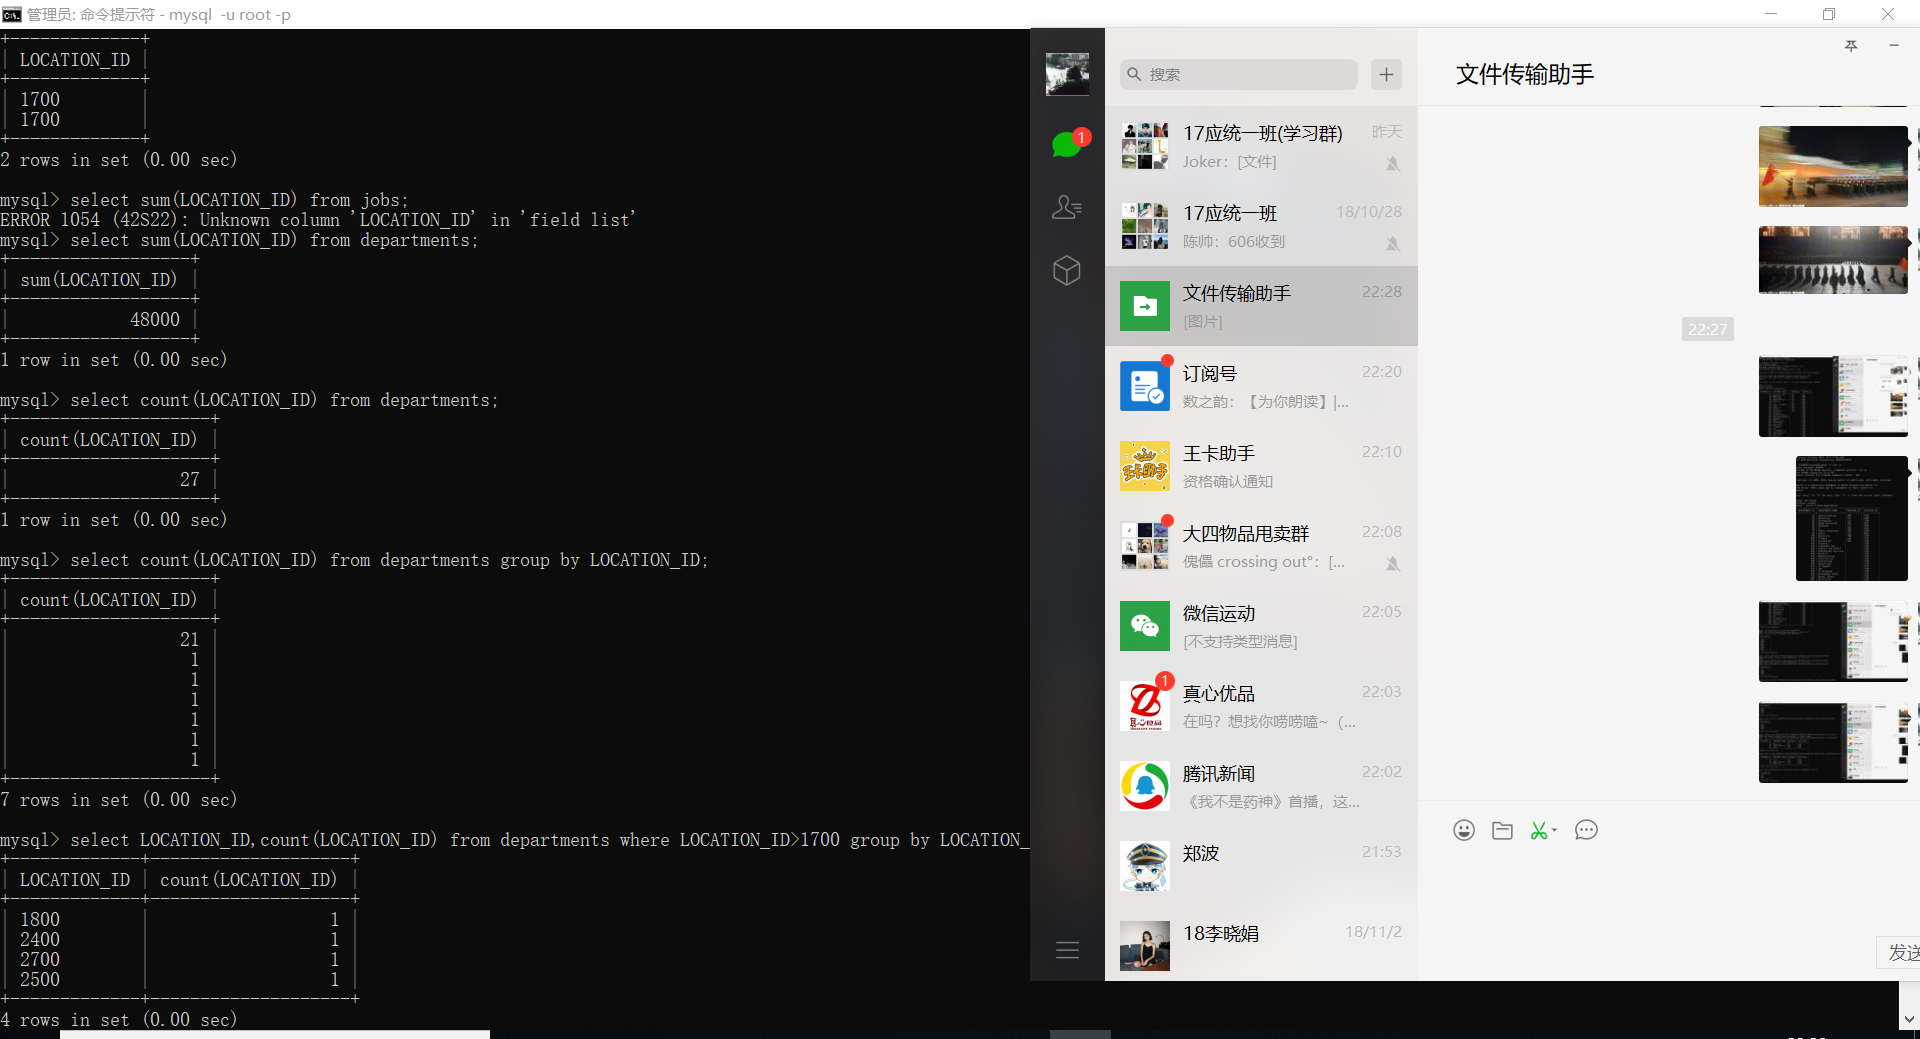 管理员: 命令提示符 - mysql -u root -p
+-------------+
| LOCATION_ID |
+-------------+
| 1700 |
| 1700 |
+-------------+
2 rows in set (0.00 sec)
mysql> select sum(LOCATION_ID) from jobs;
ERROR 1054 (42S22): Unknown column 'LOCATION_ID' in 'field list'
mysql> select sum(LOCATION_ID) from departments;
+------------------+
| sum(LOCATION_ID) |
+------------------+
| 48000 |
+------------------+
1 row in set (0.00 sec)
mysql> select count(LOCATION_ID) from departments;
+--------------------+
| count(LOCATION_ID) |
+--------------------+
| 27 |
+--------------------+
1 row in set (0.00 sec)
mysql> select count(LOCATION_ID) from departments group by LOCATION_ID;
+--------------------+
| count(LOCATION_ID) |
+--------------------+
| 21 |
| 1 |
| 1 |
| 1 |
| 1 |
| 1 |
| 1 |
+--------------------+
7 rows in set (0.00 sec)
mysql> select LOCATION_ID,count(LOCATION_ID) from departments where LOCATION_ID>1700 group by LOCATION_
+-------------+--------------------+
| LOCATION_ID | count(LOCATION_ID) |
+-------------+--------------------+
| 1800 | 1 |
| 2400 | 1 |
| 2700 | 1 |
| 2500 | 1 |
+-------------+--------------------+
4 rows in set (0.00 sec)
1
搜索
17应统一班(学习群) 昨天
Joker: [文件]
17应统一班 18/10/28
陈帅: 606收到
文件传输助手 22:28
[图片]
订阅号 22:20
数之韵: 【为你朗读】|...
王卡助手 22:10
资格确认通知
大四物品甩卖群 22:08
傀儡 crossing out°: [...
微信运动 22:05
[不支持类型消息]
1
真心优品 22:03
在吗? 想找你唠唠嗑~ (...
腾讯新闻 22:02
《我不是药神》首播，这...
郑波 21:53
18李晓娟 18/11/2
王卡助手
真心食品
文件传输助手
22:27
发送